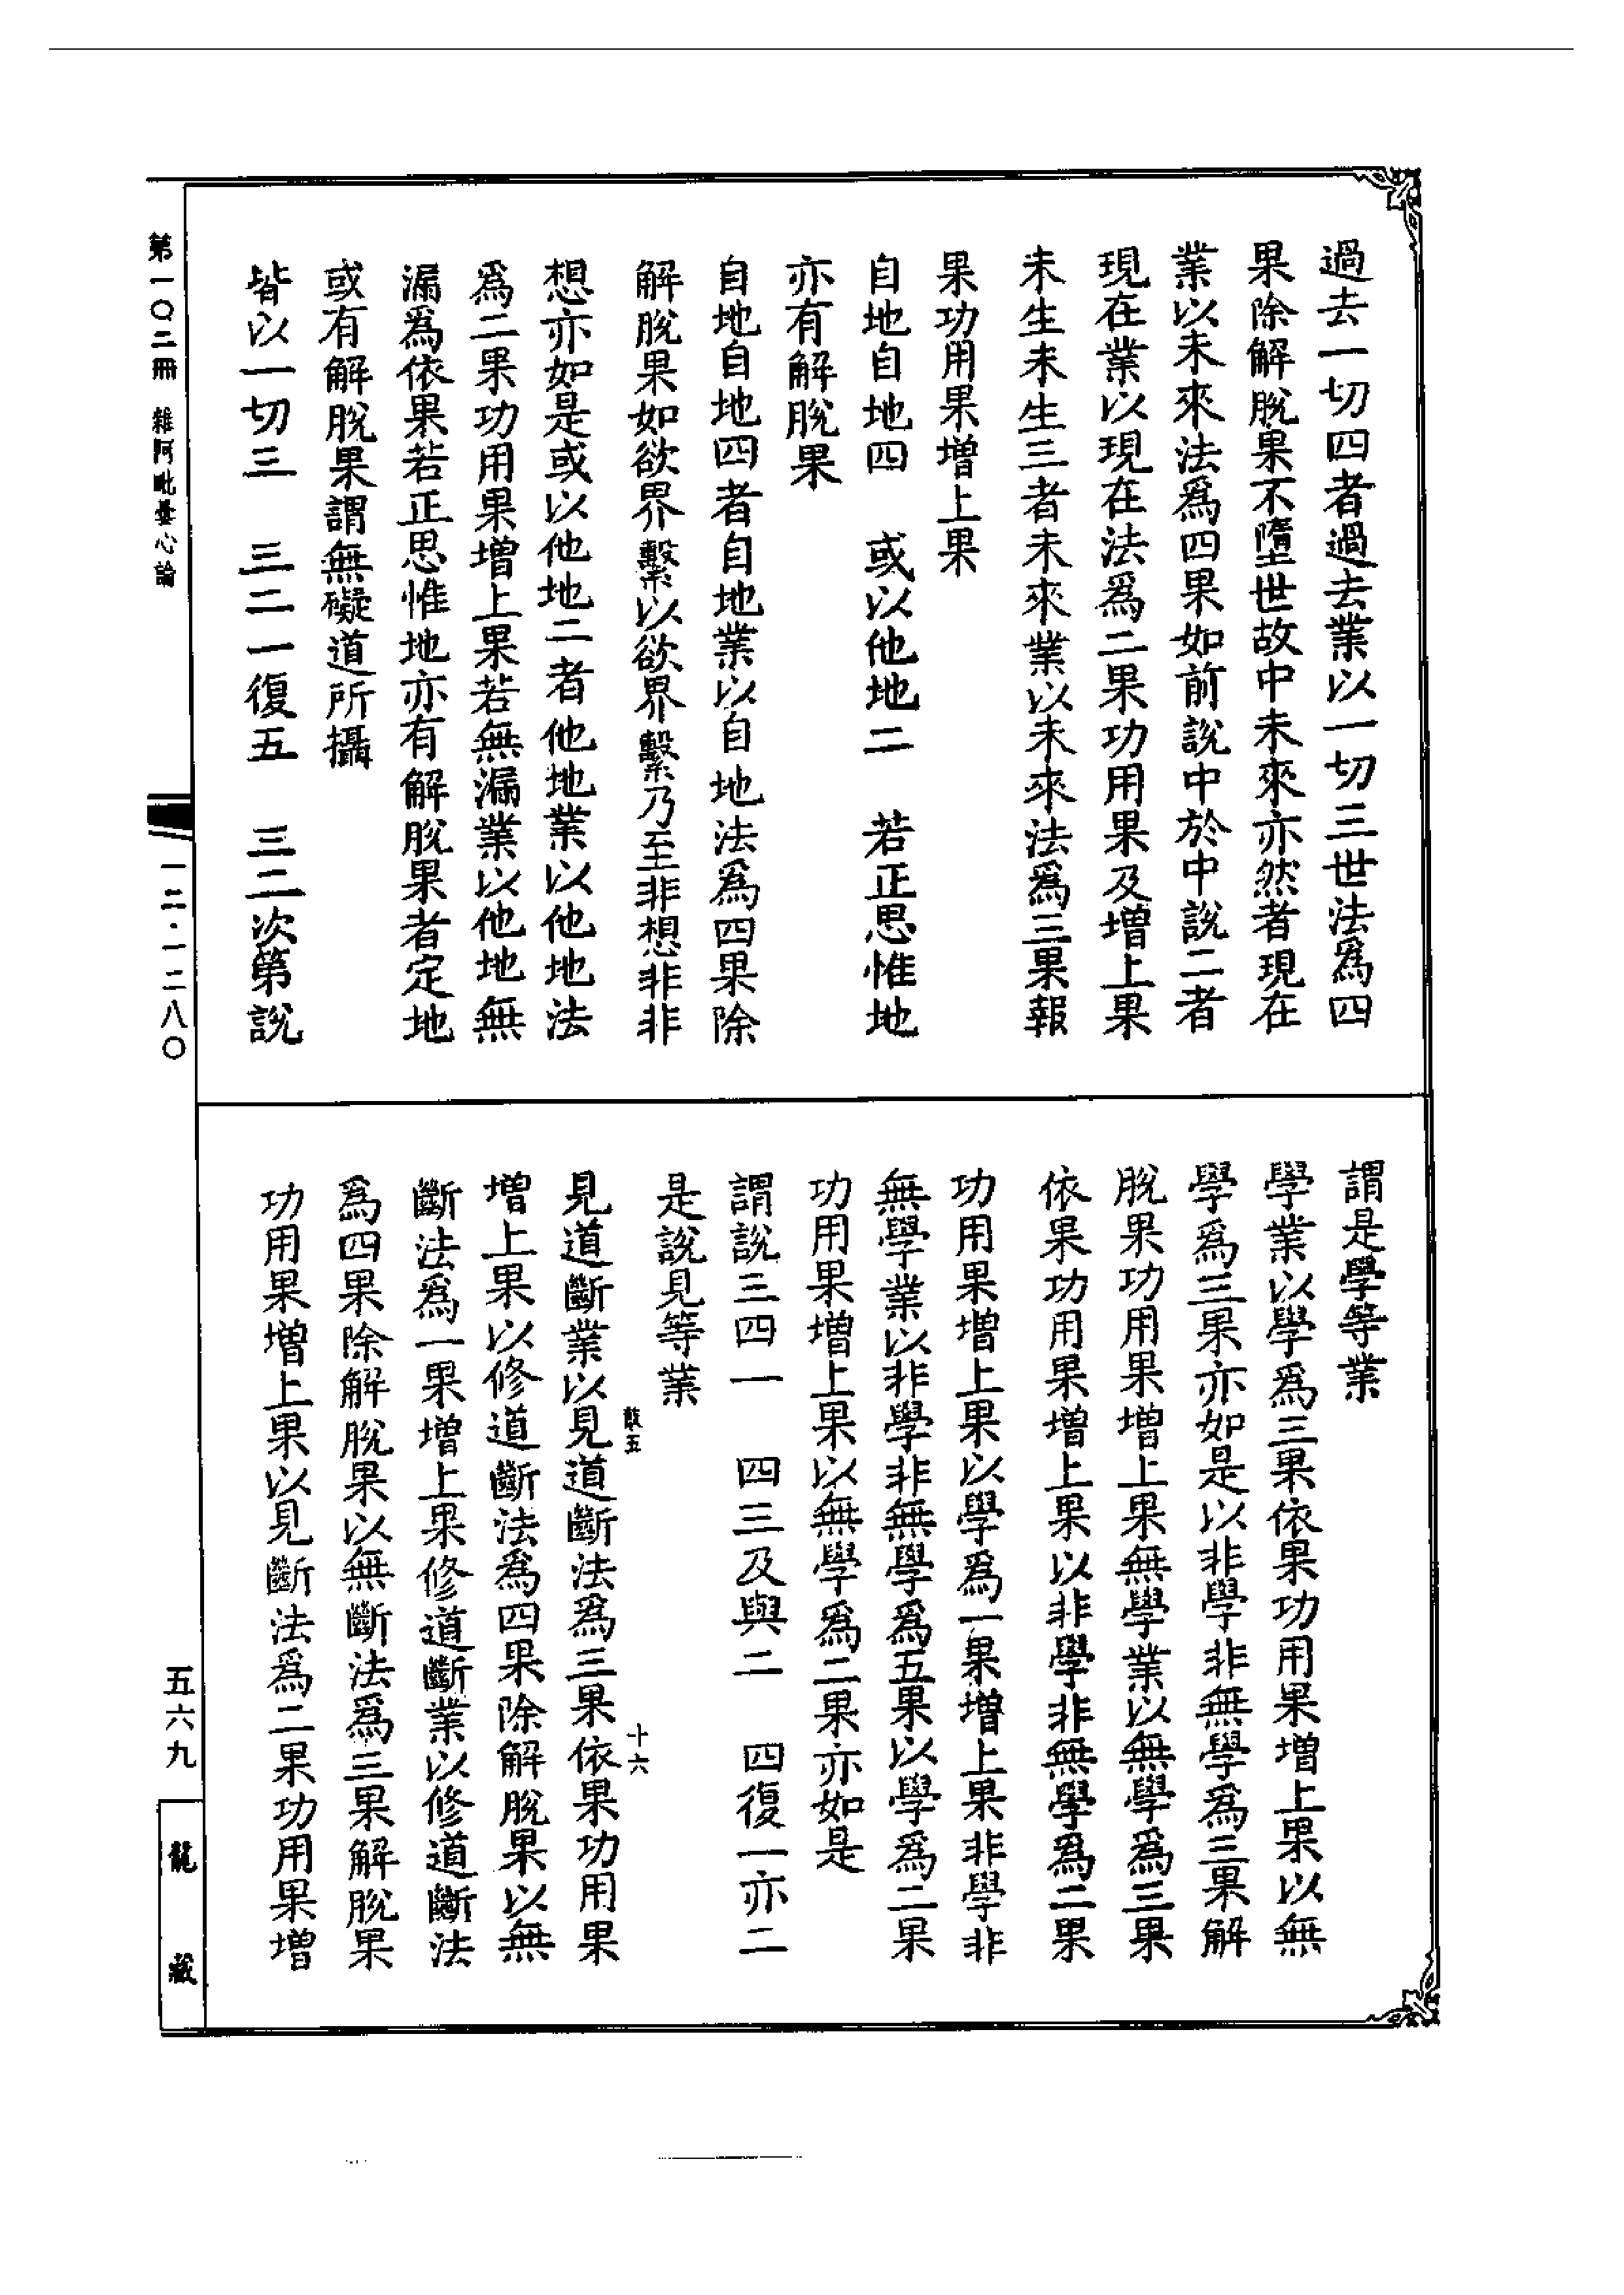 過去一切四者過去業以一切三世法爲四
果除解脫果不墮世故中未來亦然者現在
業以未來法爲四果如前說中於中說二者
現在業以現在法爲二果功用果及增上果
未生未生三者未來業以未來法爲三果報
果功用果增上果
自地自地四　或以他地二　若正思惟地
亦有解脫果
自地自地四者自地業以自地法爲四果除
解脫果如欲界繫以欲界繫乃至非想非非
想亦如是或以他地二者他地業以他地法
爲二果功用果增上果若無漏業以他地無
漏爲依果若正思惟地亦有解脫果者定地
或有解脫果謂無礙道所攝
皆以一切三　三二一復五　三二次第說
第一〇二冊　雜阿毗曇心論
一二·一二八〇
謂是學等業
學業以學爲三果依果功用果增上果以無
學爲三果亦如是以非學非無學爲三果解
脫果功用果增上果無學業以無學爲三果
依果功用果增上果以非學非無學爲二果
功用果增上果以學爲一果增上果非學非
無學業以非學非無學爲五果以學爲二果
功用果增上果以無學爲二果亦如是
謂說三四一　四三及與二　四復一亦二
是說見等業
五　十六
見道斷業以見道斷法爲三果依果功用果
增上果以修道斷法爲四果除解脫果以無
斷法爲一果增上果修道斷業以修道斷法
爲四果除解脫果以無斷法爲三果解脫果
功用果增上果以見斷法爲二果功用果增
五六九
龍藏